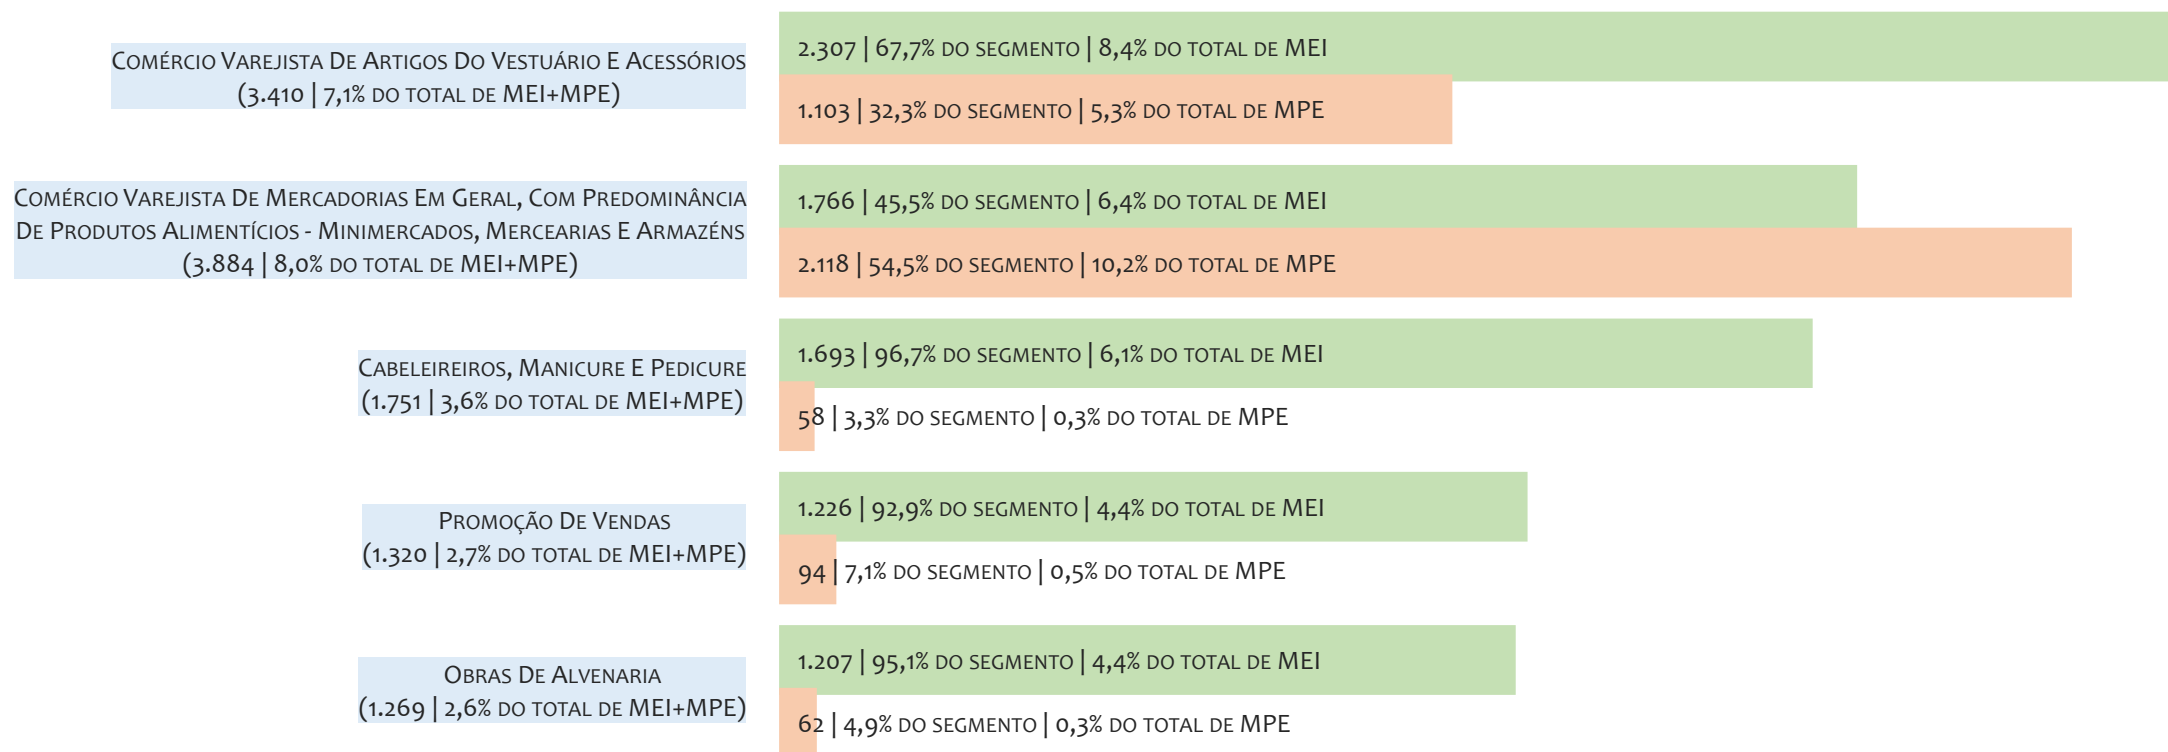 Comércio Varejista De Artigos Do Vestuário E Acessórios
(3.410 | 7,1% do total de MEI+MPE)
2.307 | 67,7% do segmento | 8,4% do total de MEI
1.103 | 32,3% do segmento | 5,3% do total de MPE
Comércio Varejista De Mercadorias Em Geral, Com Predominância
De Produtos Alimentícios - Minimercados, Mercearias E Armazéns
(3.884 | 8,0% do total de MEI+MPE)
1.766 | 45,5% do segmento | 6,4% do total de MEI
2.118 | 54,5% do segmento | 10,2% do total de MPE
Cabeleireiros, Manicure E Pedicure
(1.751 | 3,6% do total de MEI+MPE)
1.693 | 96,7% do segmento | 6,1% do total de MEI
58 | 3,3% do segmento | 0,3% do total de MPE
Promoção De Vendas
(1.320 | 2,7% do total de MEI+MPE)
1.226 | 92,9% do segmento | 4,4% do total de MEI
94 | 7,1% do segmento | 0,5% do total de MPE
Obras De Alvenaria
(1.269 | 2,6% do total de MEI+MPE)
1.207 | 95,1% do segmento | 4,4% do total de MEI
62 | 4,9% do segmento | 0,3% do total de MPE